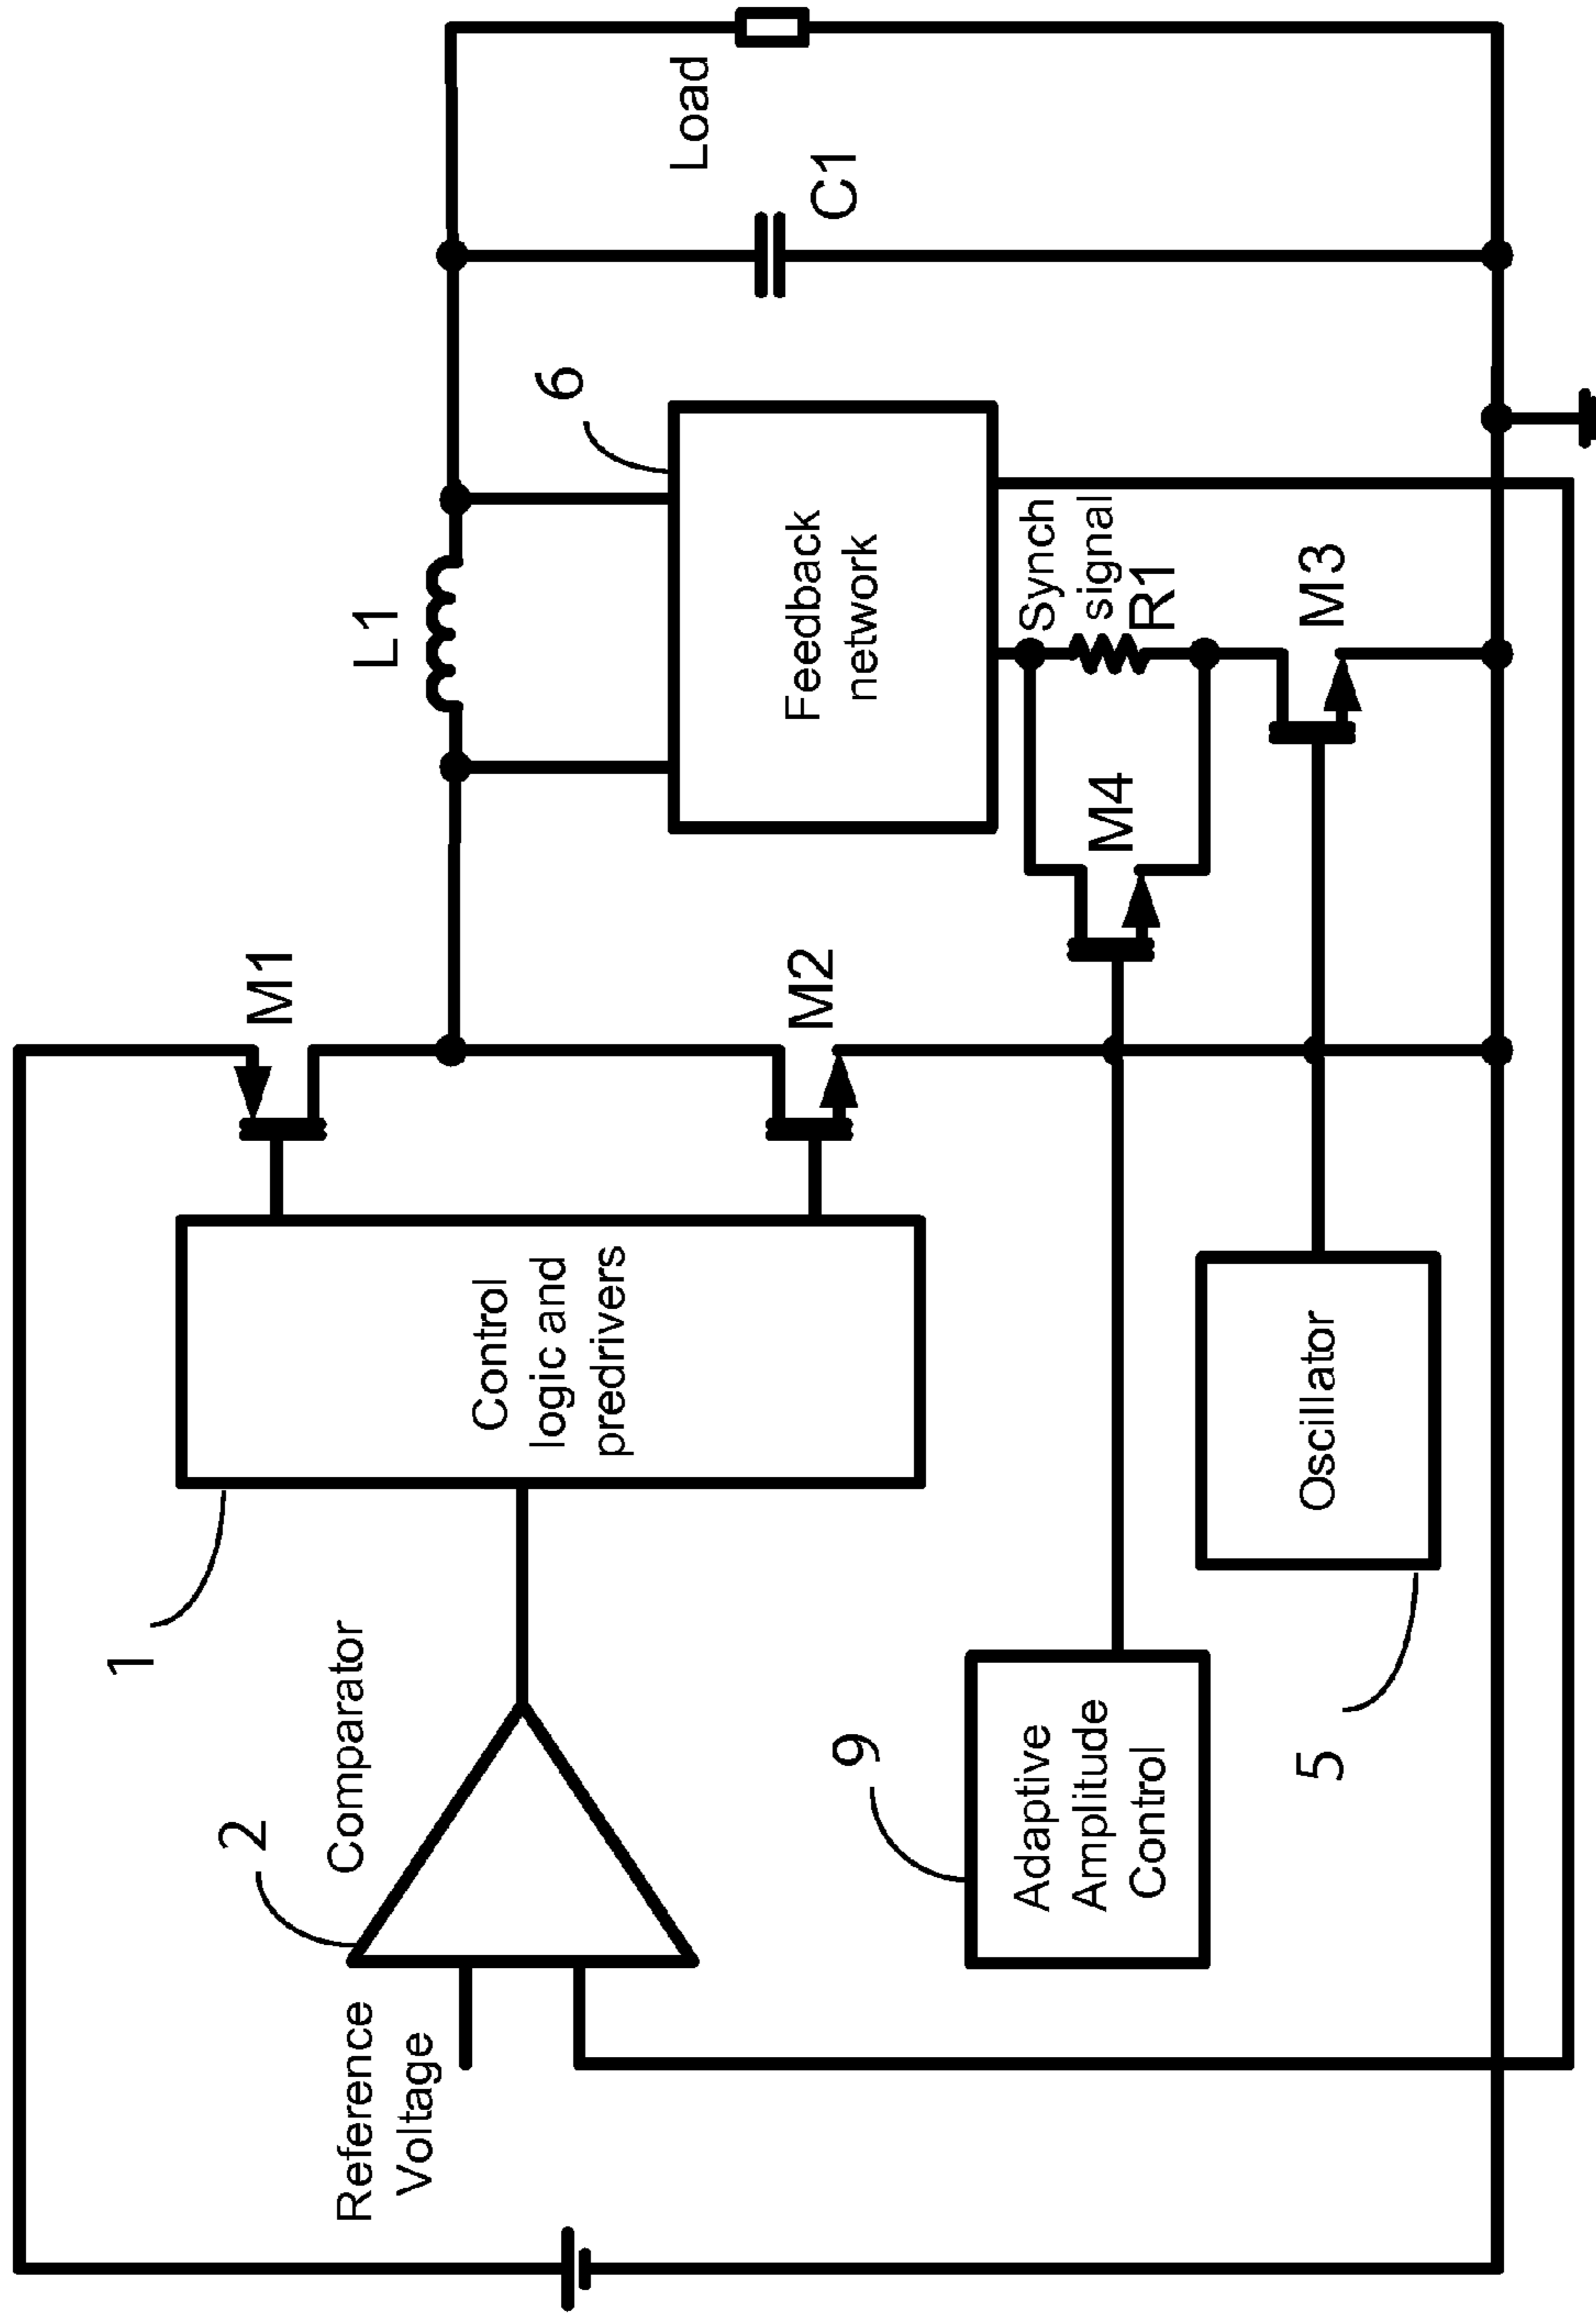 Reference
Voltage
2
Comparator
1
Control
logic and
predrivers
M1
M2
L1
6
Feedback
network
Load
C1
Synch
signal
R1
M4
M3
9
Adaptive
Amplitude
Control
5
Oscillator